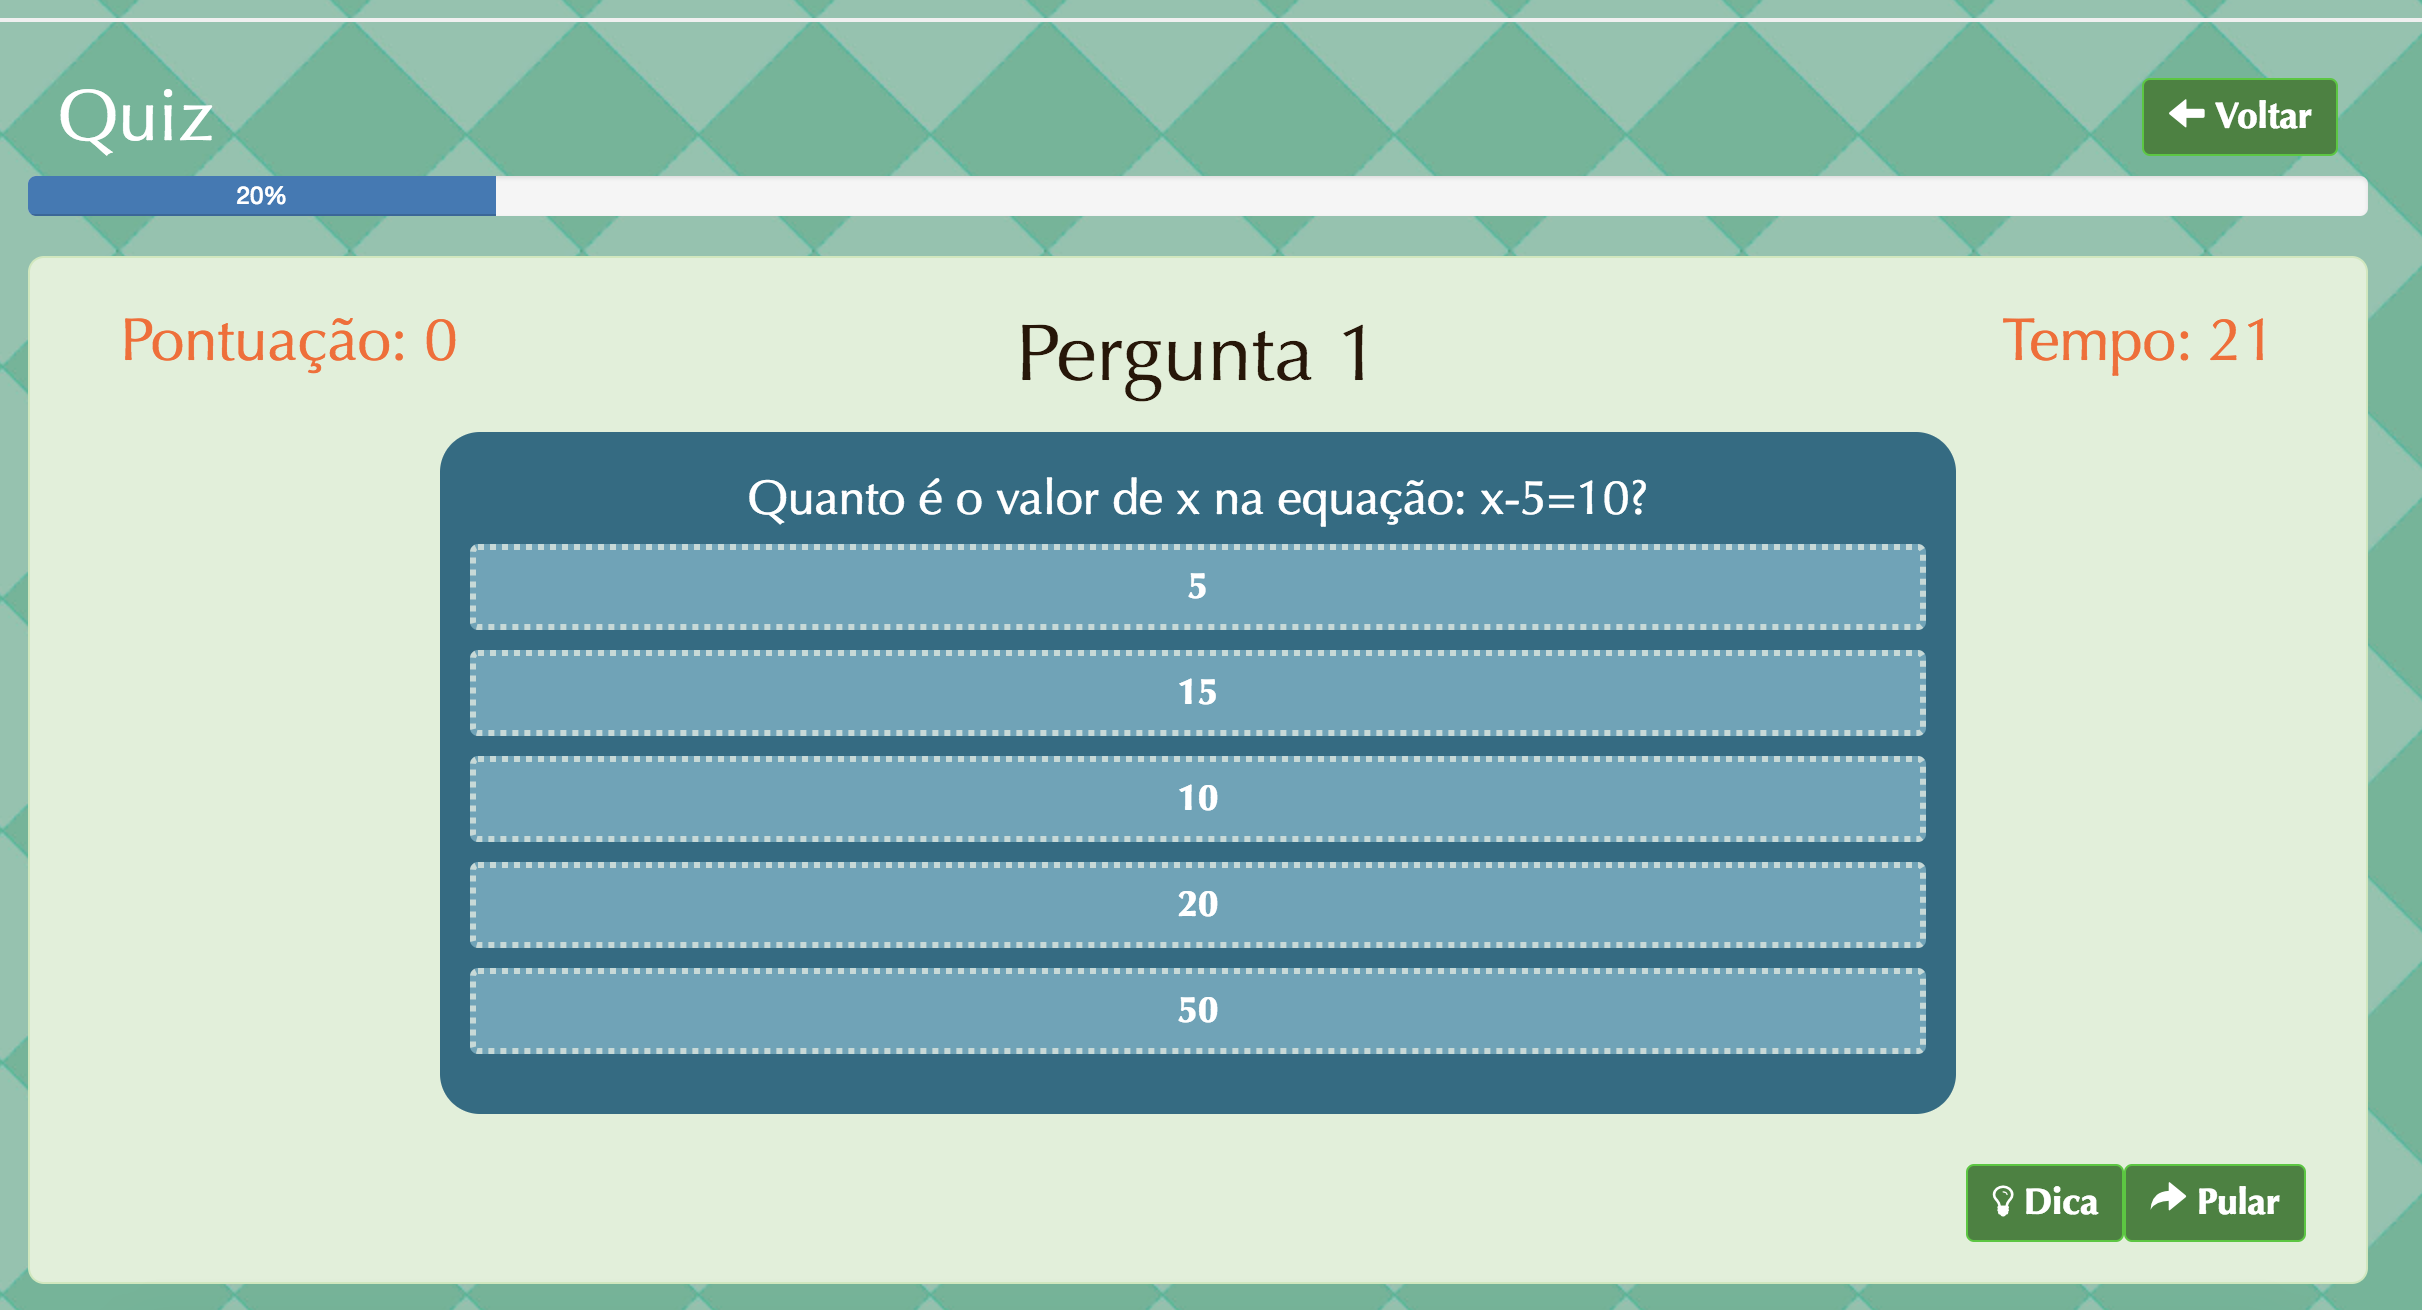 Quiz
Voltar
20%
Pontuação: 0
Pergunta 1
Tempo: 21
Quanto é o valor de x na equação: x-5=10?
5
15
10
20
50
Dica
Pular